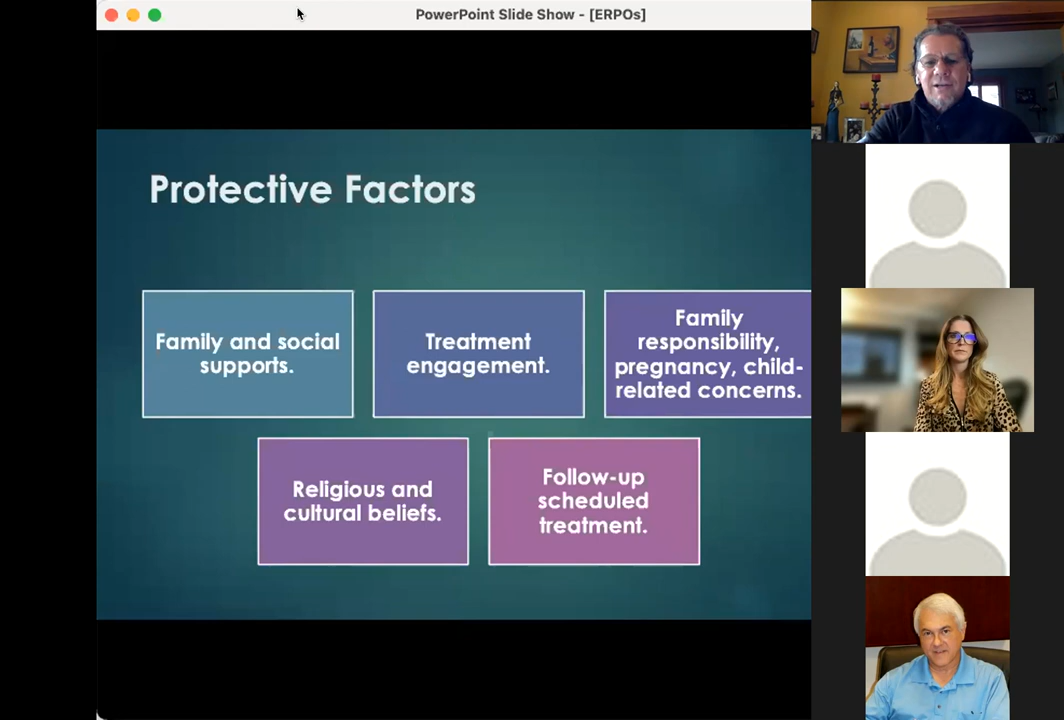 PowerPoint Slide Show - [ERPOs]
Protective Factors
Family and social
supports.
Treatment
engagement.
Family
responsibility,
pregnancy, child-
related concerns.
Religious and
cultural beliefs.
Follow-up
scheduled
treatment.